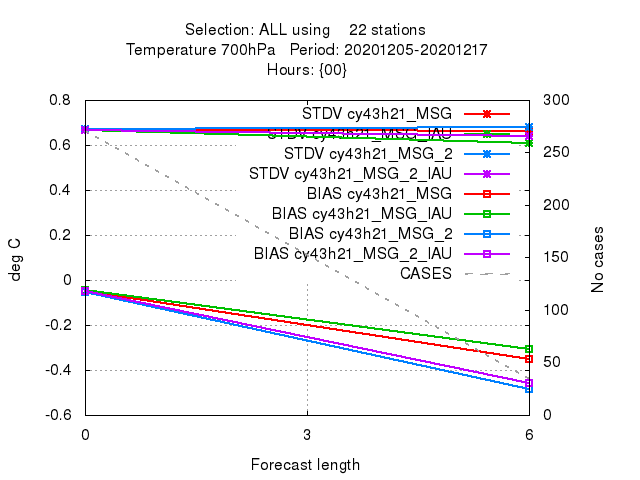 Selection: ALL using 22 stations
Temperature 700hPa Period: 20201205-20201217
Hours: {00}
0.8
0.6
0.4
0.2
0
-0.2
-0.4
-0.6
deg C
STDV cy43h21_MSG
STDV cy43h21_MSG_IAU
STDV cy43h21_MSG_2
STDV cy43h21_MSG_2_IAU
BIAS cy43h21_MSG
BIAS cy43h21_MSG_IAU
BIAS cy43h21_MSG_2
BIAS cy43h21_MSG_2_IAU
CASES
300
250
200
150
100
50
0
No cases
0 3 6
Forecast length